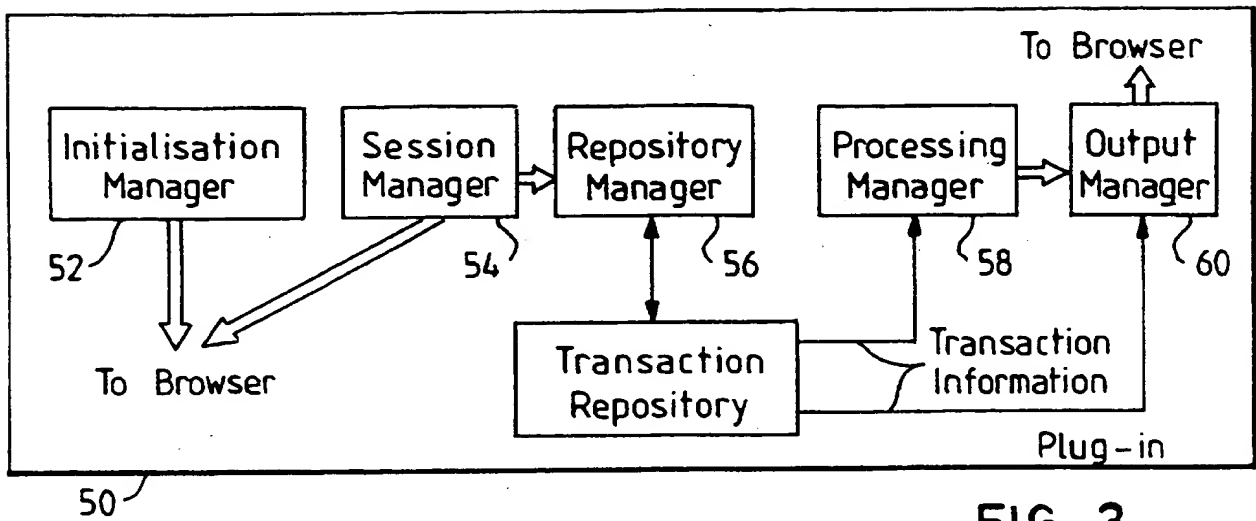 To Browser
Initialisation
Manager
Session
Manager
Repository
Manager
Processing
Manager
Output
Manager
52
54
56
58
60
To Browser
Transaction
Repository
Transaction
Information
Plug-in
50
FIG. 3